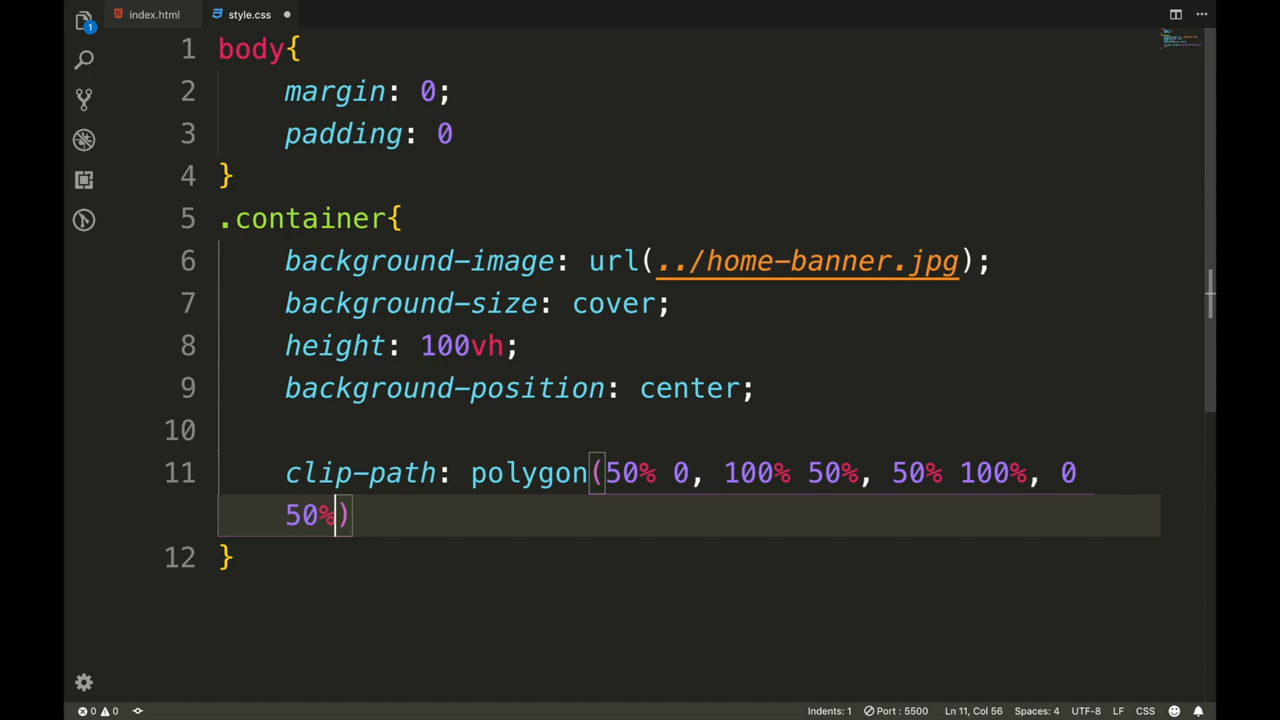 index.html style.css
1 body{
2 margin: 0;
3 padding: 0
4 }
5 .container{
6 background-image: url(../home-banner.jpg);
7 background-size: cover;
8 height: 100vh;
9 background-position: center;
10
11 clip-path: polygon(50% 0, 100% 50%, 50% 100%, 0
50%)
12 }
1
0 0 Indents: 1 Port : 5500 Ln 11, Col 56 Spaces: 4 UTF-8 LF CSS